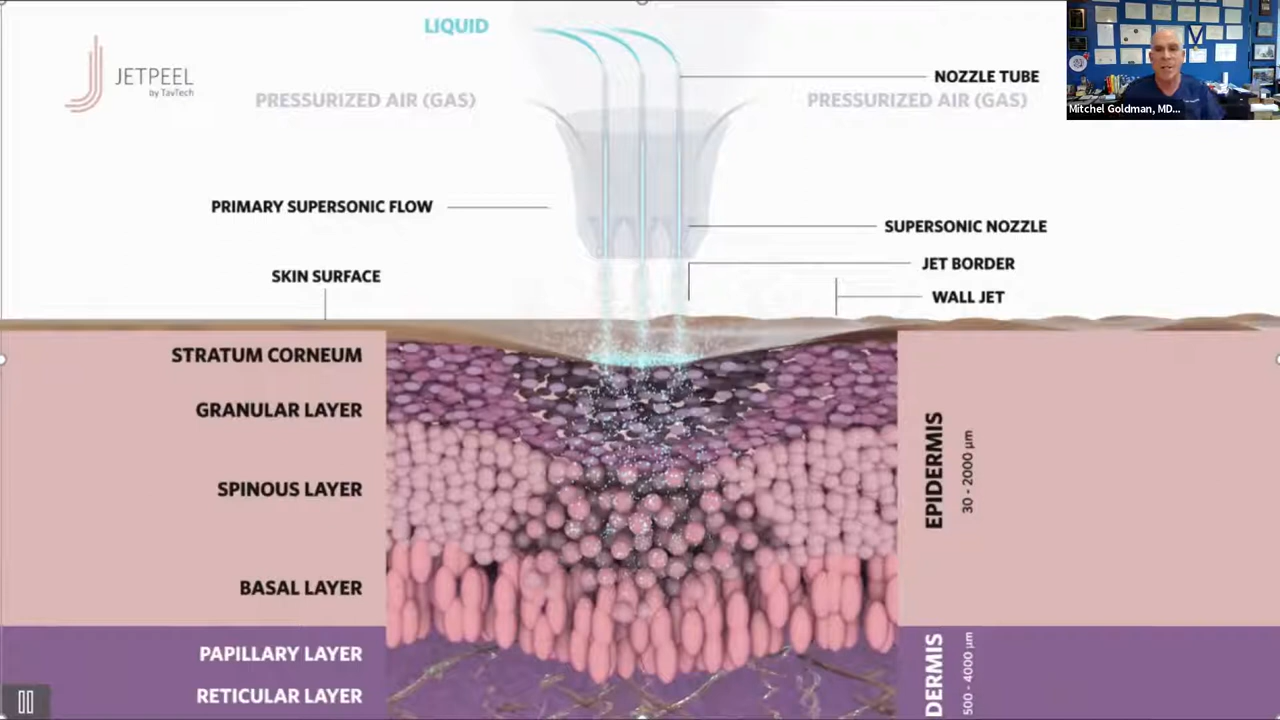 LIQUID
JETPEEL
by TavTech
NOZZLE TUBE
PRESSURIZED AIR (GAS)
PRESSURIZED AIR (GAS)
Mitchel Goldman, MD...
PRIMARY SUPERSONIC FLOW
SUPERSONIC NOZZLE
JET BORDER
SKIN SURFACE
WALL JET
STRATUM CORNEUM
GRANULAR LAYER
SPINOUS LAYER
BASAL LAYER
PAPILLARY LAYER
RETICULAR LAYER
EPIDERMIS
30 - 2000 μm
DERMIS
500 - 4000 μm